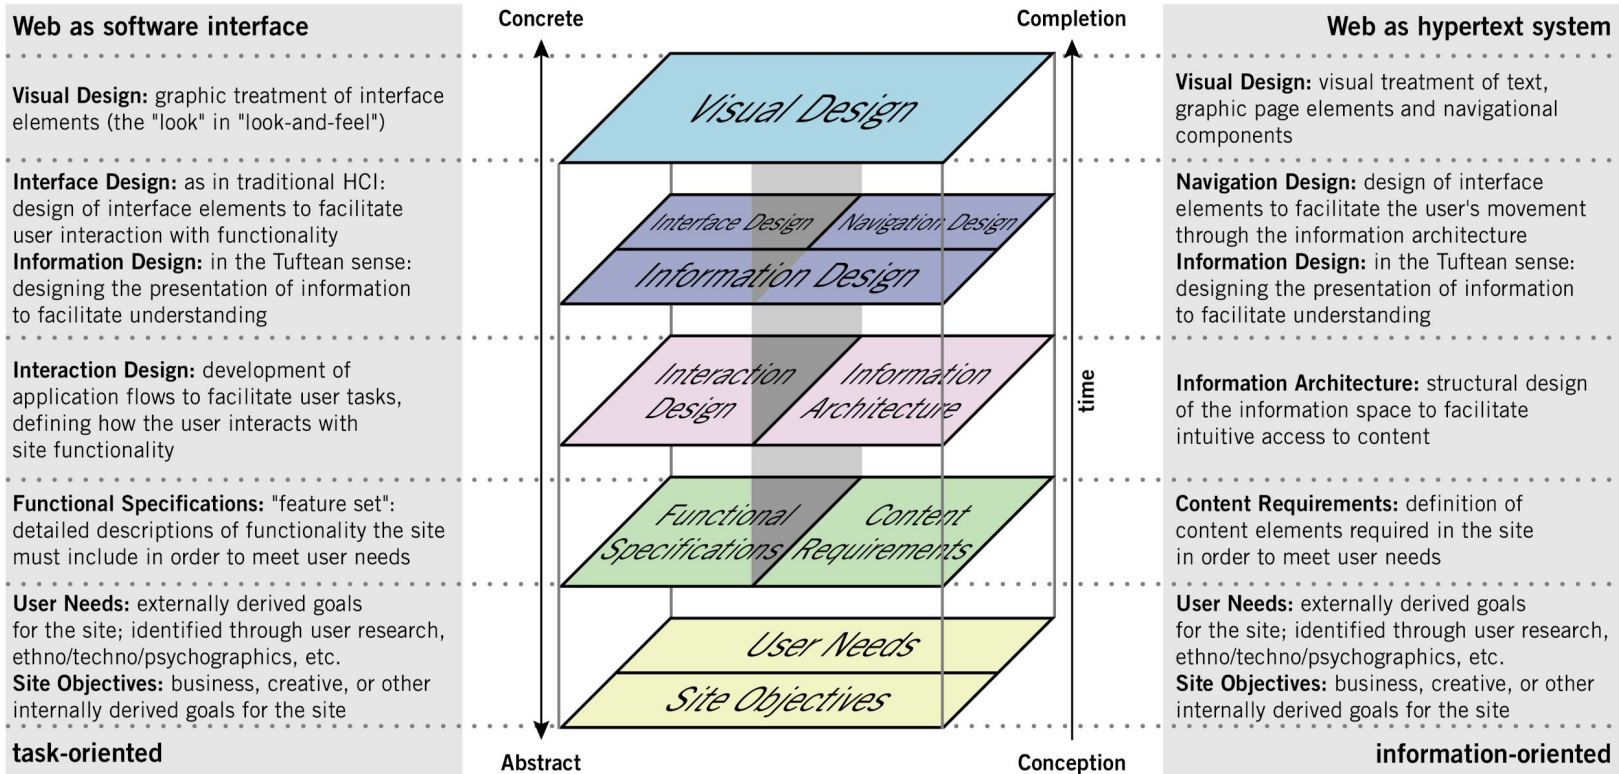 Web as software interface
Visual Design: graphic treatment of interface
elements (the "look" in "look-and-feel")
Interface Design: as in traditional HCI:
design of interface elements to facilitate
user interaction with functionality
Information Design: in the Tuftean sense:
designing the presentation of information
to facilitate understanding
Interaction Design: development of
application flows to facilitate user tasks,
defining how the user interacts with
site functionality
Functional Specifications: "feature set":
detailed descriptions of functionality the site
must include in order to meet user needs
User Needs: externally derived goals
for the site; identified through user research,
ethno/techno/psychographics, etc.
Site Objectives: business, creative, or other
internally derived goals for the site
task-oriented
Concrete
Completion
Visual Design
Interface Design
Navigation Design
Information Design
Interaction
Design
Information
Architecture
Functional
Specifications
Content
Requirements
User Needs
Site Objectives
time
Abstract
Conception
Web as hypertext system
Visual Design: visual treatment of text,
graphic page elements and navigational
components
Navigation Design: design of interface
elements to facilitate the user's movement
through the information architecture
Information Design: in the Tuftean sense:
designing the presentation of information
to facilitate understanding
Information Architecture: structural design
of the information space to facilitate
intuitive access to content
Content Requirements: definition of
content elements required in the site
in order to meet user needs
User Needs: externally derived goals
for the site; identified through user research,
ethno/techno/psychographics, etc.
Site Objectives: business, creative, or other
internally derived goals for the site
information-oriented